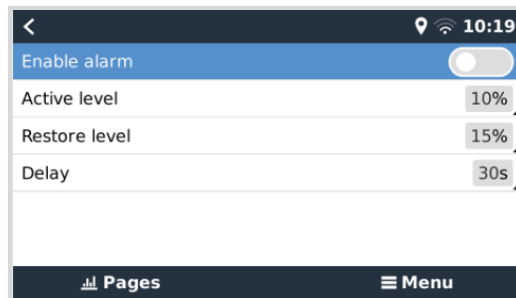 10:19
Enable alarm
Active level 10%
Restore level 15%
Delay 30s
Pages Menu